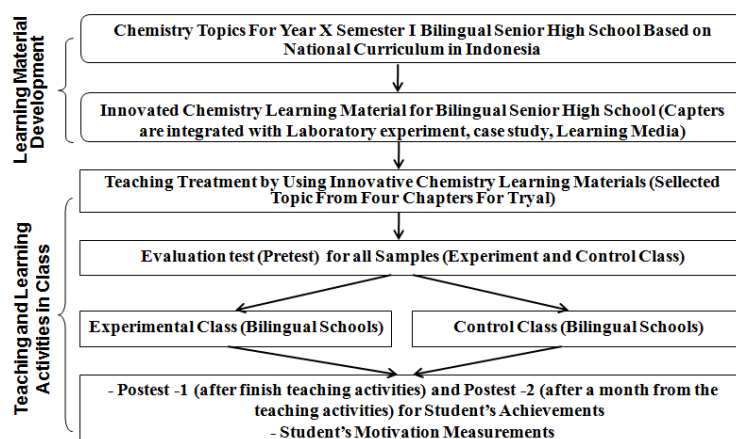 Learning Material
Development
Chemistry Topics For Year X Semester I Bilingual Senior High School Based on
National Curriculum in Indonesia
Innovated Chemistry Learning Material for Bilingual Senior High School (Capters
are integrated with Laboratory experiment, case study, Learning Media)
Teaching and Learning
Activities in Class
Teaching Treatment by Using Innovative Chemistry Learning Materials (Selected
Topic From Four Chapters For Tryal)
Evaluation test (Pretest) for all Samples (Experiment and Control Class)
Experimental Class (Bilingual Schools)
Control Class (Bilingual Schools)
- Postest -1 (after finish teaching activities) and Postest -2 (after a month from the
teaching activities) for Student's Achievements
- Student's Motivation Measurements